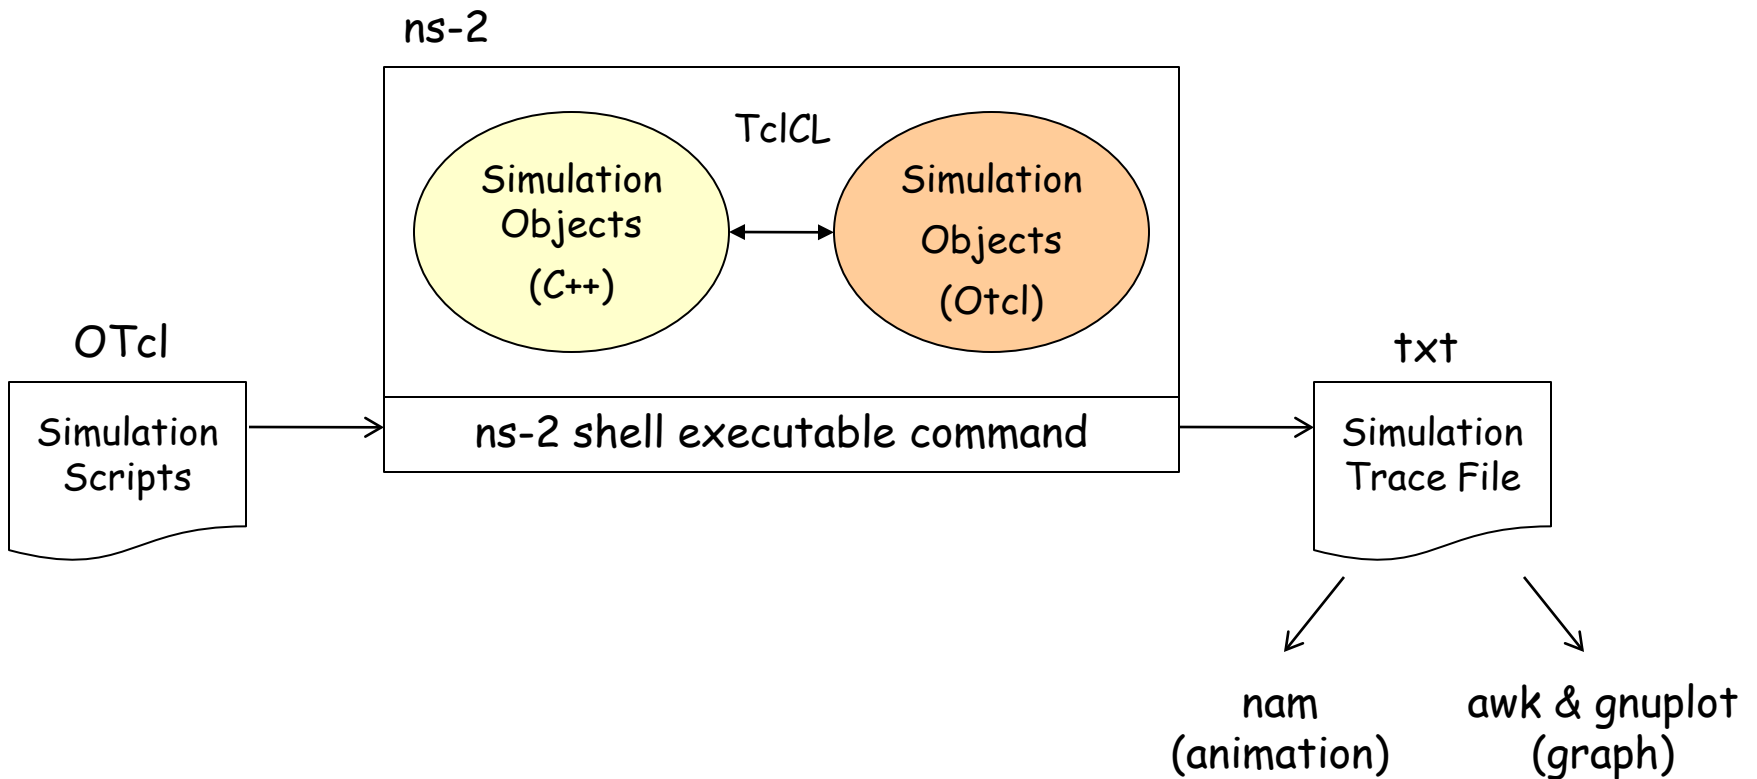 ns-2
TclCL
Simulation
Objects
(C++)
Simulation
Objects
(Otcl)
OTcl
Simulation
Scripts
ns-2 shell executable command
txt
Simulation
Trace File
nam
(animation)
awk & gnuplot
(graph)